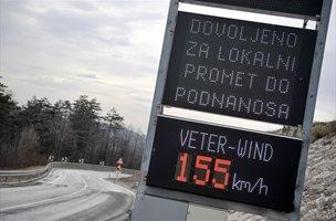 DOVOLJENO
ZA LOKALNI
PROMET DO
PODNANOSA
VETER-WIND
155 km/h